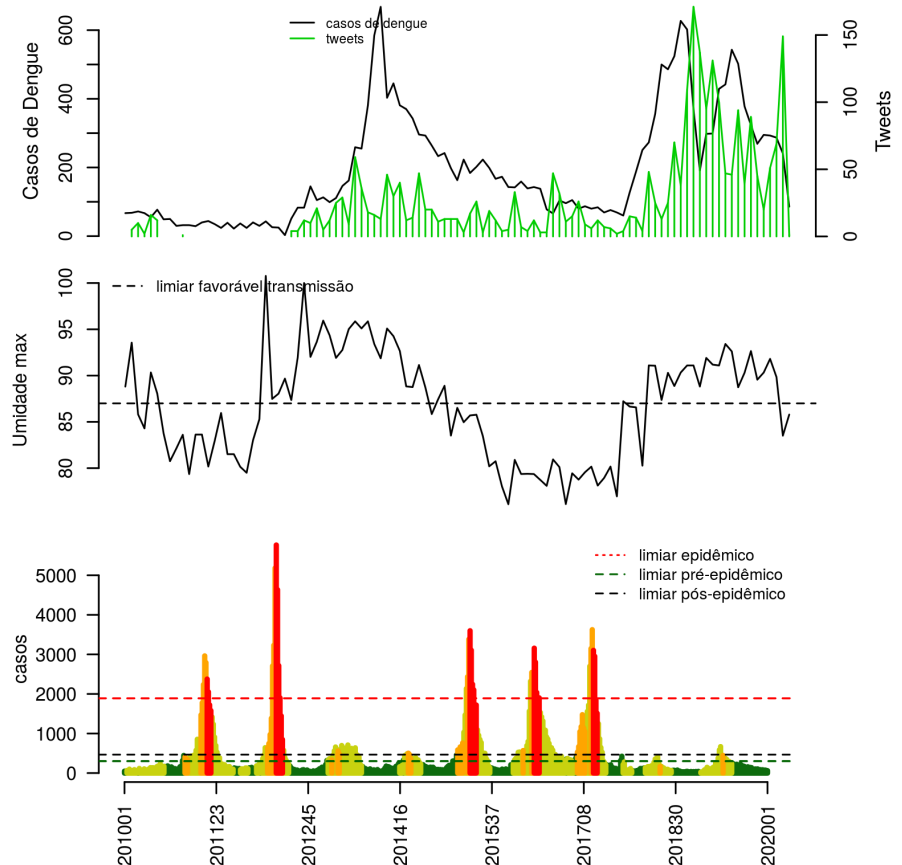 casos de dengue
tweets
Casos de Dengue
0
200
400
600
Tweets
0
50
100
150
limiar favorável transmissão
Umidade max
80
85
90
95
100
limiar epidêmico
limiar pré-epidêmico
limiar pós-epidêmico
casos
0
1000
2000
3000
4000
5000
201001
201123
201245
201416
201537
201708
201830
202001